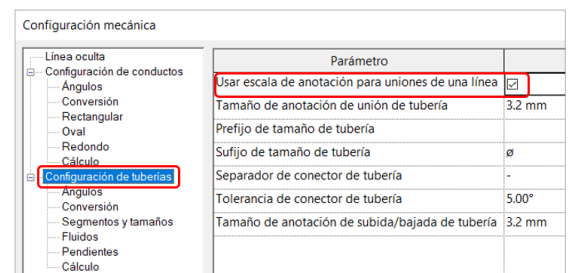 Configuración mecánica
Línea oculta
Configuración de conductos
Ángulos
Conversión
Rectangular
Oval
Redondo
Cálculo
Configuración de tuberías
Ángulos
Conversión
Segmentos y tamaños
Fluidos
Pendientes
Cálculo
Parámetro
Usar escala de anotación para uniones de una línea
Tamaño de anotación de unión de tubería 3.2 mm
Prefijo de tamaño de tubería
Sufijo de tamaño de tubería ø
Separador de conector de tubería -
Tolerancia de conector de tubería 5.00°
Tamaño de anotación de subida/bajada de tubería 3.2 mm